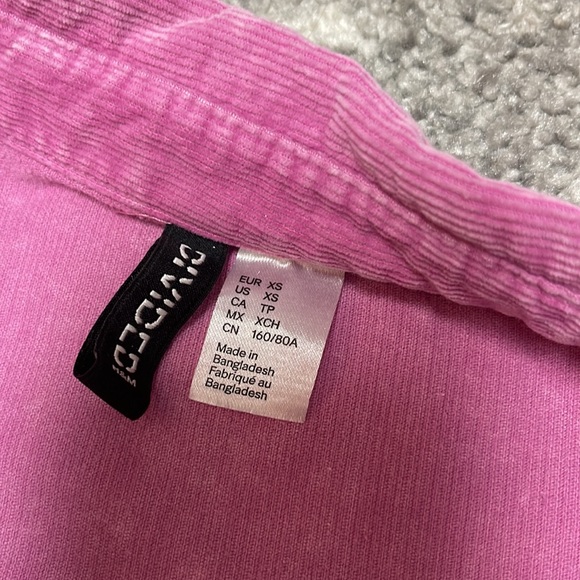 DIVIDED
H&M
EUR XS
US XS
CA TP
MX XCH
CN 160/80A
Made in
Bangladesh
Fabriqué au
Bangladesh